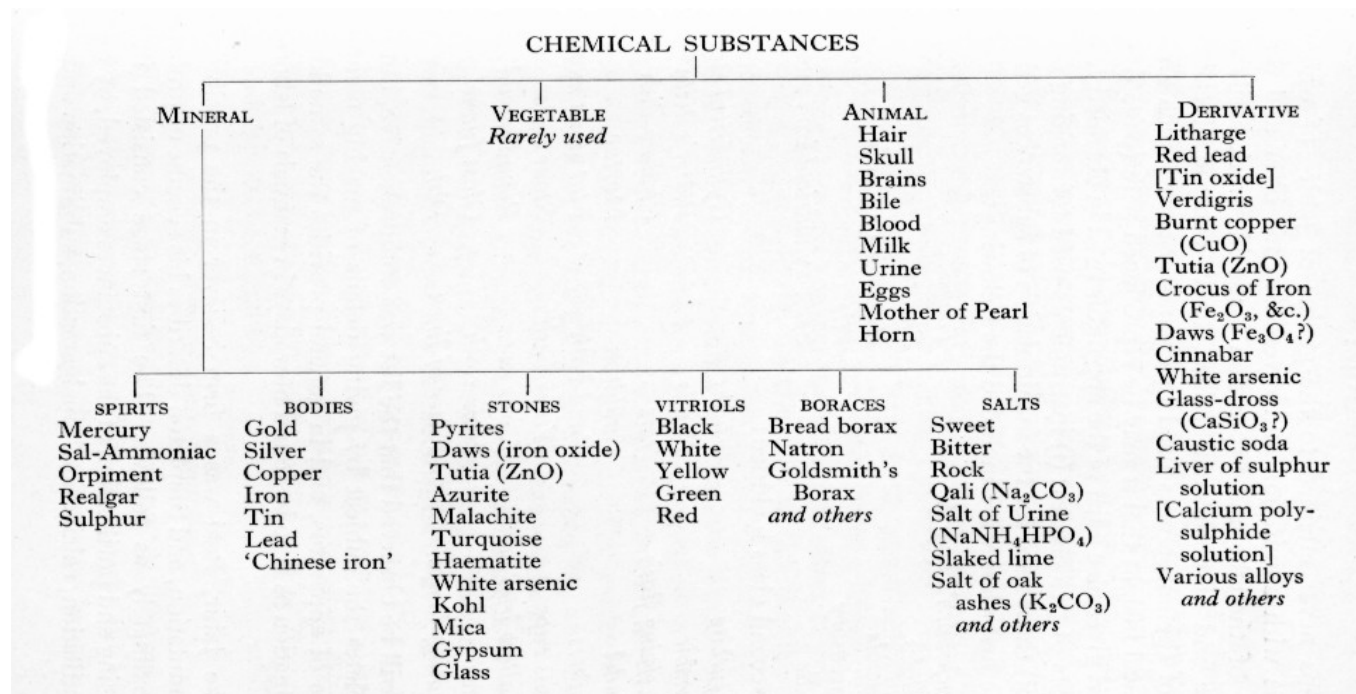 CHEMICAL SUBSTANCES
MINERAL
VEGETABLE
Rarely used
ANIMAL
Hair
Skull
Brains
Bile
Blood
Milk
Urine
Eggs
Mother of Pearl
Horn
DERIVATIVE
Litharge
Red lead
[Tin oxide]
Verdigris
Burnt copper
(CuO)
Tutia (ZnO)
Crocus of Iron
(Fe₂O₃, &c.)
Daws (Fe₃O₄?)
Cinnabar
White arsenic
Glass-dross
(CaSiO₃?)
Caustic soda
Liver of sulphur
solution
[Calcium poly-
sulphide
solution]
Various alloys
and others
SPIRITS
Mercury
Sal-Ammoniac
Orpiment
Realgar
Sulphur
BODIES
Gold
Silver
Copper
Iron
Tin
Lead
‘Chinese iron’
STONES
Pyrites
Daws (iron oxide)
Tutia (ZnO)
Azurite
Malachite
Turquoise
Haematite
White arsenic
Kohl
Mica
Gypsum
Glass
VITRIOLS
Black
White
Yellow
Green
Red
BORACES
Bread borax
Natron
Goldsmith’s
Borax
and others
SALTS
Sweet
Bitter
Rock
Qali (Na₂CO₃)
Salt of Urine
(NaNH₄HPO₄)
Slaked lime
Salt of oak
ashes (K₂CO₃)
and others